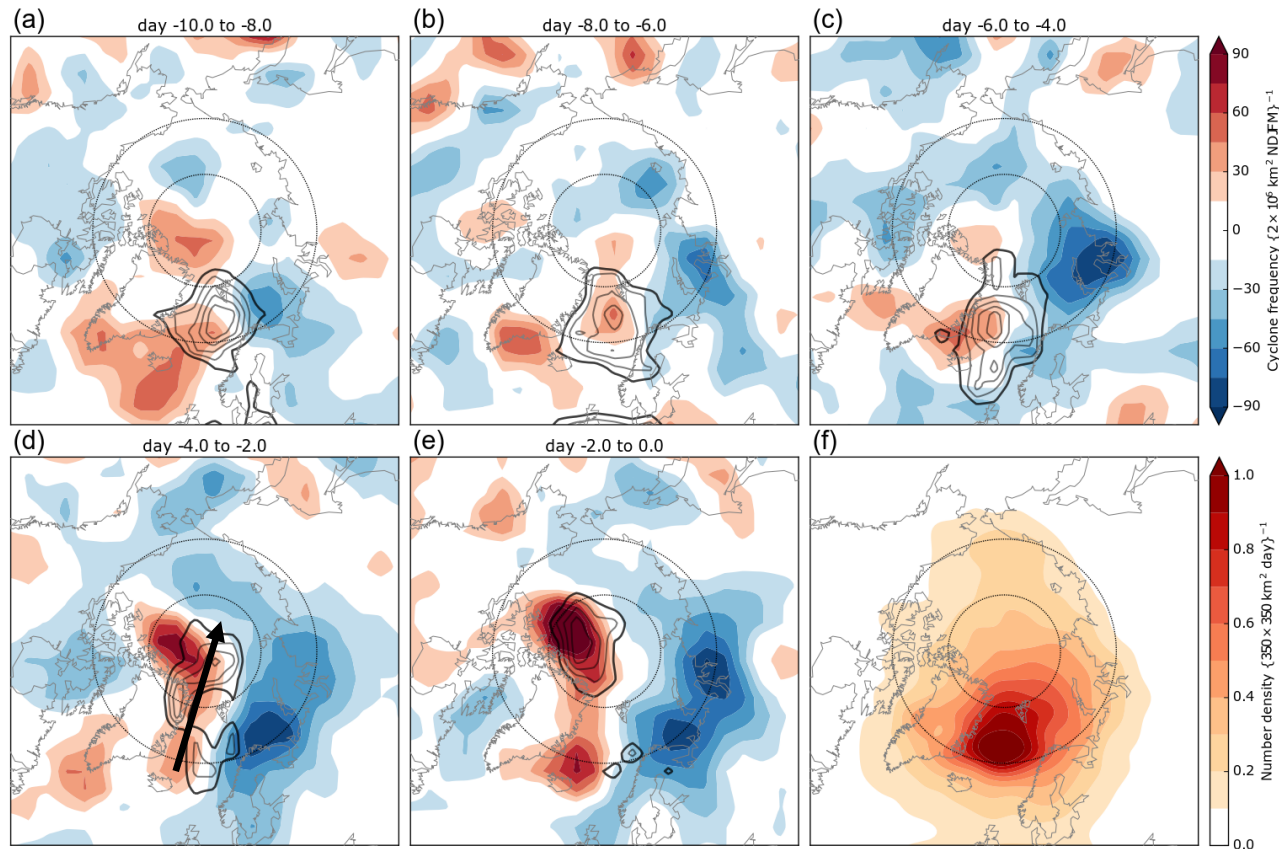 (a)
day -10.0 to -8.0
(b)
day -8.0 to -6.0
(c)
day -6.0 to -4.0
90
60
30
0
−30
−60
−90
Cyclone frequency {2 × 10⁶ km² NDJFM}⁻¹
(d)
day -4.0 to -2.0
(e)
day -2.0 to 0.0
(f)
1.0
0.8
0.6
0.4
0.2
0.0
Number density {350×350 km² day}⁻¹